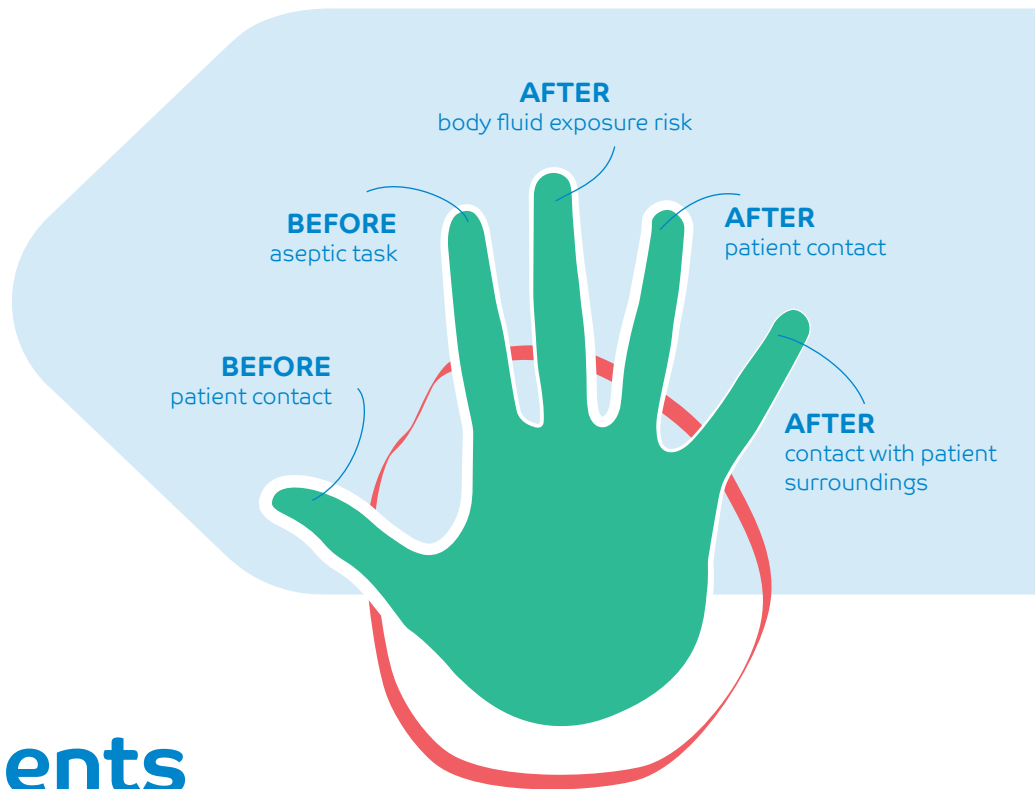 AFTER
body fluid exposure risk
BEFORE
aseptic task
AFTER
patient contact
BEFORE
patient contact
AFTER
contact with patient
surroundings
ents